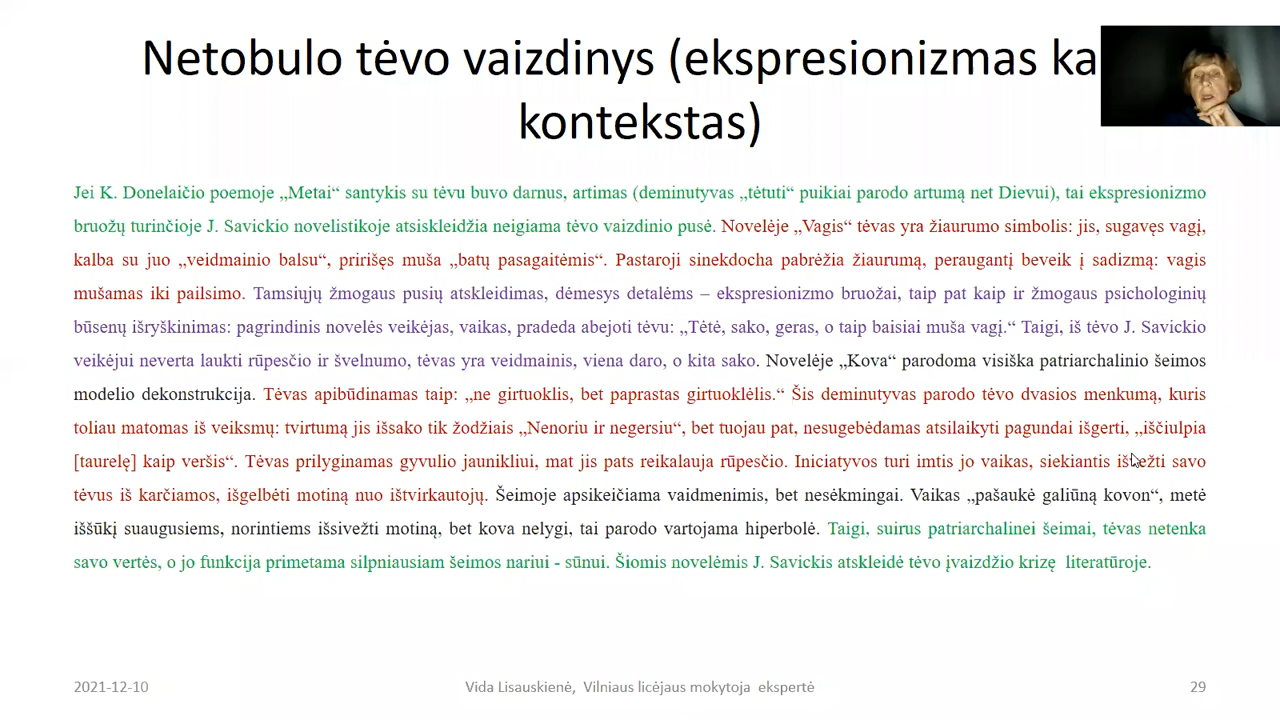 Netobulo tėvo vaizdinys (ekspresionizmas ka
kontekstas)
Jei K. Donelaičio poemoje „Metai“ santykis su tėvu buvo darnus, artimas (deminutyvas „tėtuti“ puikiai parodo artumą net Dievui), tai ekspresionizmo
bruožų turinčioje J. Savickio novelistikoje atsiskleidžia neigiama tėvo vaizdinio pusė. Novelėje „Vagis“ tėvas yra žiaurumo simbolis: jis, sugavęs vagį,
kalba su juo „veidmainio balsu“, pririšęs muša „batų pasagaitėmis“. Pastaroji sinekdocha pabrėžia žiaurumą, peraugantį beveik į sadizmą: vagis
mušamas iki pailsimo. Tamsiųjų žmogaus pusių atskleidimas, dėmesys detalėms – ekspresionizmo bruožai, taip pat kaip ir žmogaus psichologinių
būsenų išryškinimas: pagrindinis novelės veikėjas, vaikas, pradeda abejoti tėvu: „Tėtė, sako, geras, o taip baisiai muša vagį.“ Taigi, iš tėvo J. Savickio
veikėjui neverta laukti rūpesčio ir švelnumo, tėvas yra veidmainis, viena daro, o kita sako. Novelėje „Kova“ parodoma visiška patriarchalinio šeimos
modelio dekonstrukcija. Tėvas apibūdinamas taip: „ne girtuoklis, bet paprastas girtuoklėlis.“ Šis deminutyvas parodo tėvo dvasios menkumą, kuris
toliau matomas iš veiksmų: tvirtumą jis išsako tik žodžiais „Nenoriu ir negersiu“, bet tuojau pat, nesugebėdamas atsilaikyti pagundai išgerti, „iščiulpia
[taurelę] kaip veršis“. Tėvas prilyginamas gyvulio jaunikliui, mat jis pats reikalauja rūpesčio. Iniciatyvos turi imtis jo vaikas, siekiantis išvežti savo
tėvus iš karčiamos, išgelbėti motiną nuo ištvirkautojų. Šeimoje apsikeičiama vaidmenimis, bet nesėkmingai. Vaikas „pašaukė galiūną kovon“, metė
iššūkį suaugusiems, norintiems išsivežti motiną, bet kova nelygi, tai parodo vartojama hiperbolė. Taigi, suirus patriarchalinei šeimai, tėvas netenka
savo vertės, o jo funkcija primetama silpniausiam šeimos nariui - sūnui. Šiomis novelėmis J. Savickis atskleidė tėvo įvaizdžio krizę literatūroje.
2021-12-10
Vida Lisauskienė, Vilniaus licėjaus mokytoja ekspertė
29